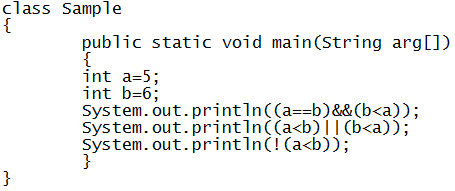 class Sample
{
public static void main(String arg[])
{
int a=5;
int b=6;
System.out.println((a==b)&&(b<a));
System.out.println((a<b)||(b<a));
System.out.println(!(a<b));
}
}